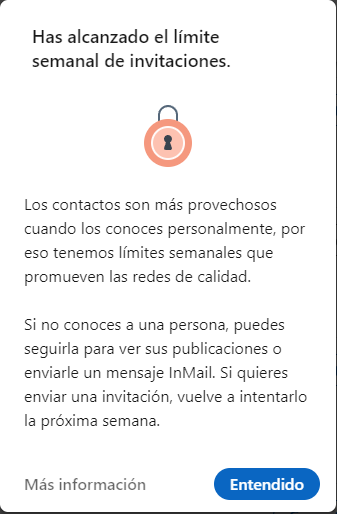 Has alcanzado el límite
semanal de invitaciones.
Los contactos son más provechosos
cuando los conoces personalmente, por
eso tenemos límites semanales que
promueven las redes de calidad.
Si no conoces a una persona, puedes
seguirla para ver sus publicaciones o
enviarle un mensaje InMail. Si quieres
enviar una invitación, vuelve a intentarlo
la próxima semana.
Más información
Entendido